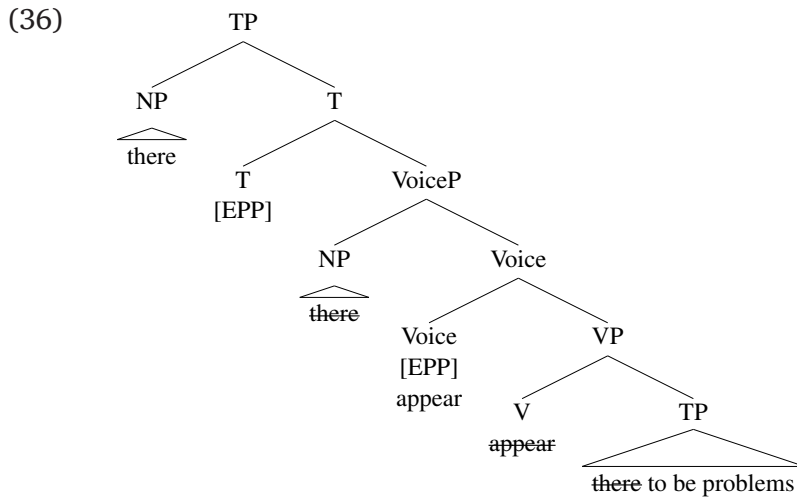 (36)
TP
NP T
there
T VoiceP
[EPP]
NP Voice
there
Voice VP
[EPP]
appear
V TP
appear
there to be problems